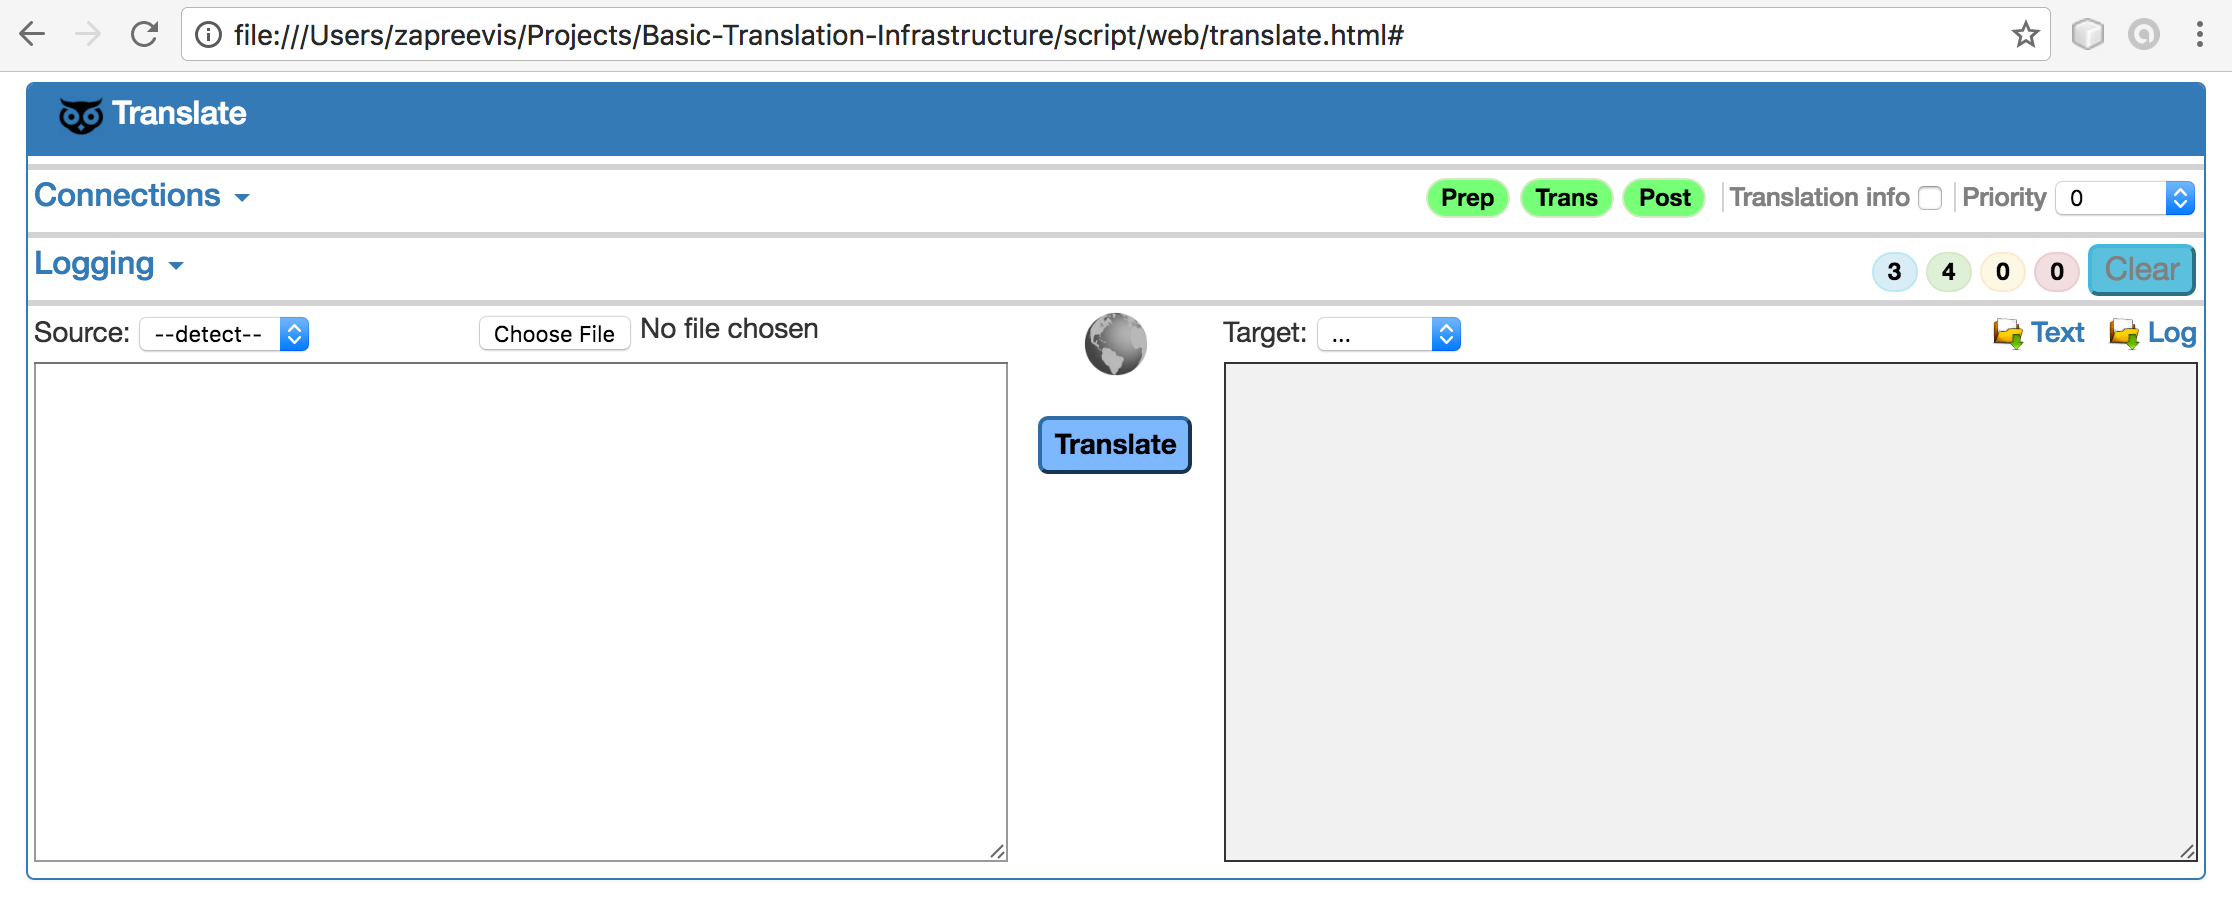 file:///Users/zapreevis/Projects/Basic-Translation-Infrastructure/script/web/translate.html#
Translate
Connections Prep Trans Post Translation info Priority 0
Logging 3 4 0 0 Clear
Source: --detect-- Choose File No file chosen Target: ... Text Log
Translate